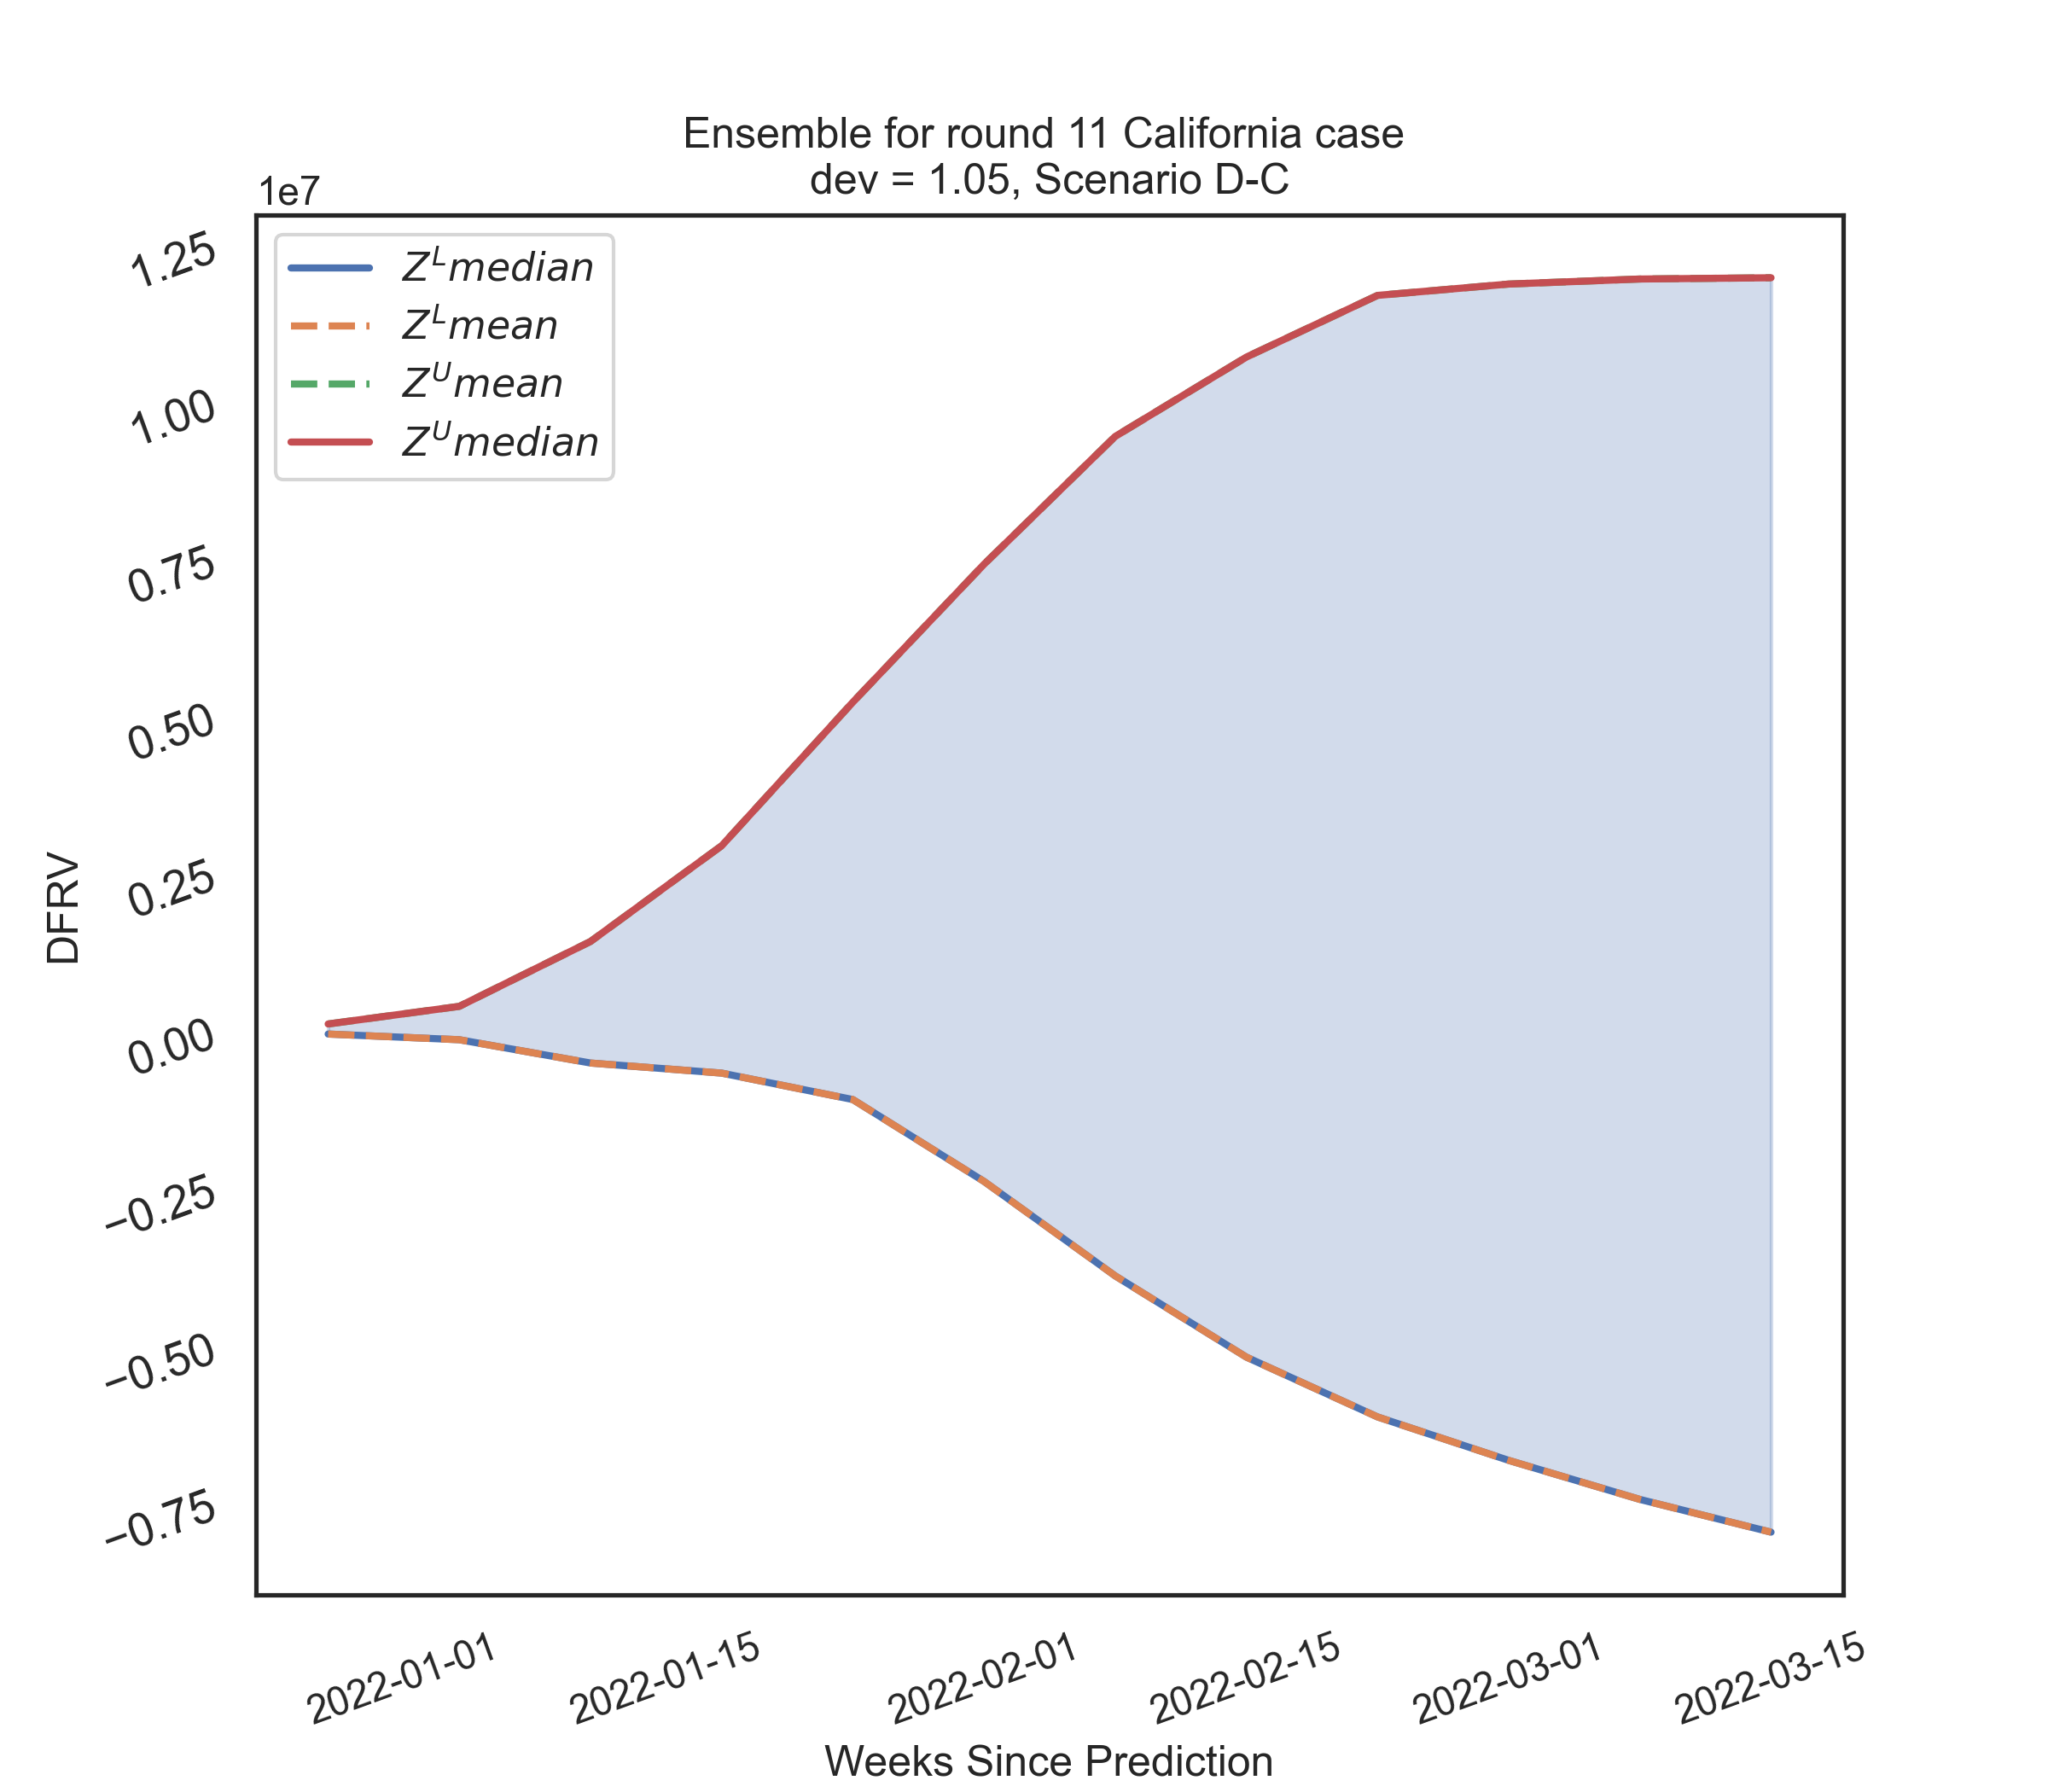 Ensemble for round 11 California case
dev = 1.05, Scenario D-C
1e7
1.25
1.00
0.75
0.50
0.25
0.00
−0.25
−0.50
−0.75
DFRV
Z^L median
Z^L mean
Z^U mean
Z^U median
2022-01-01
2022-01-15
2022-02-01
2022-02-15
2022-03-01
2022-03-15
Weeks Since Prediction